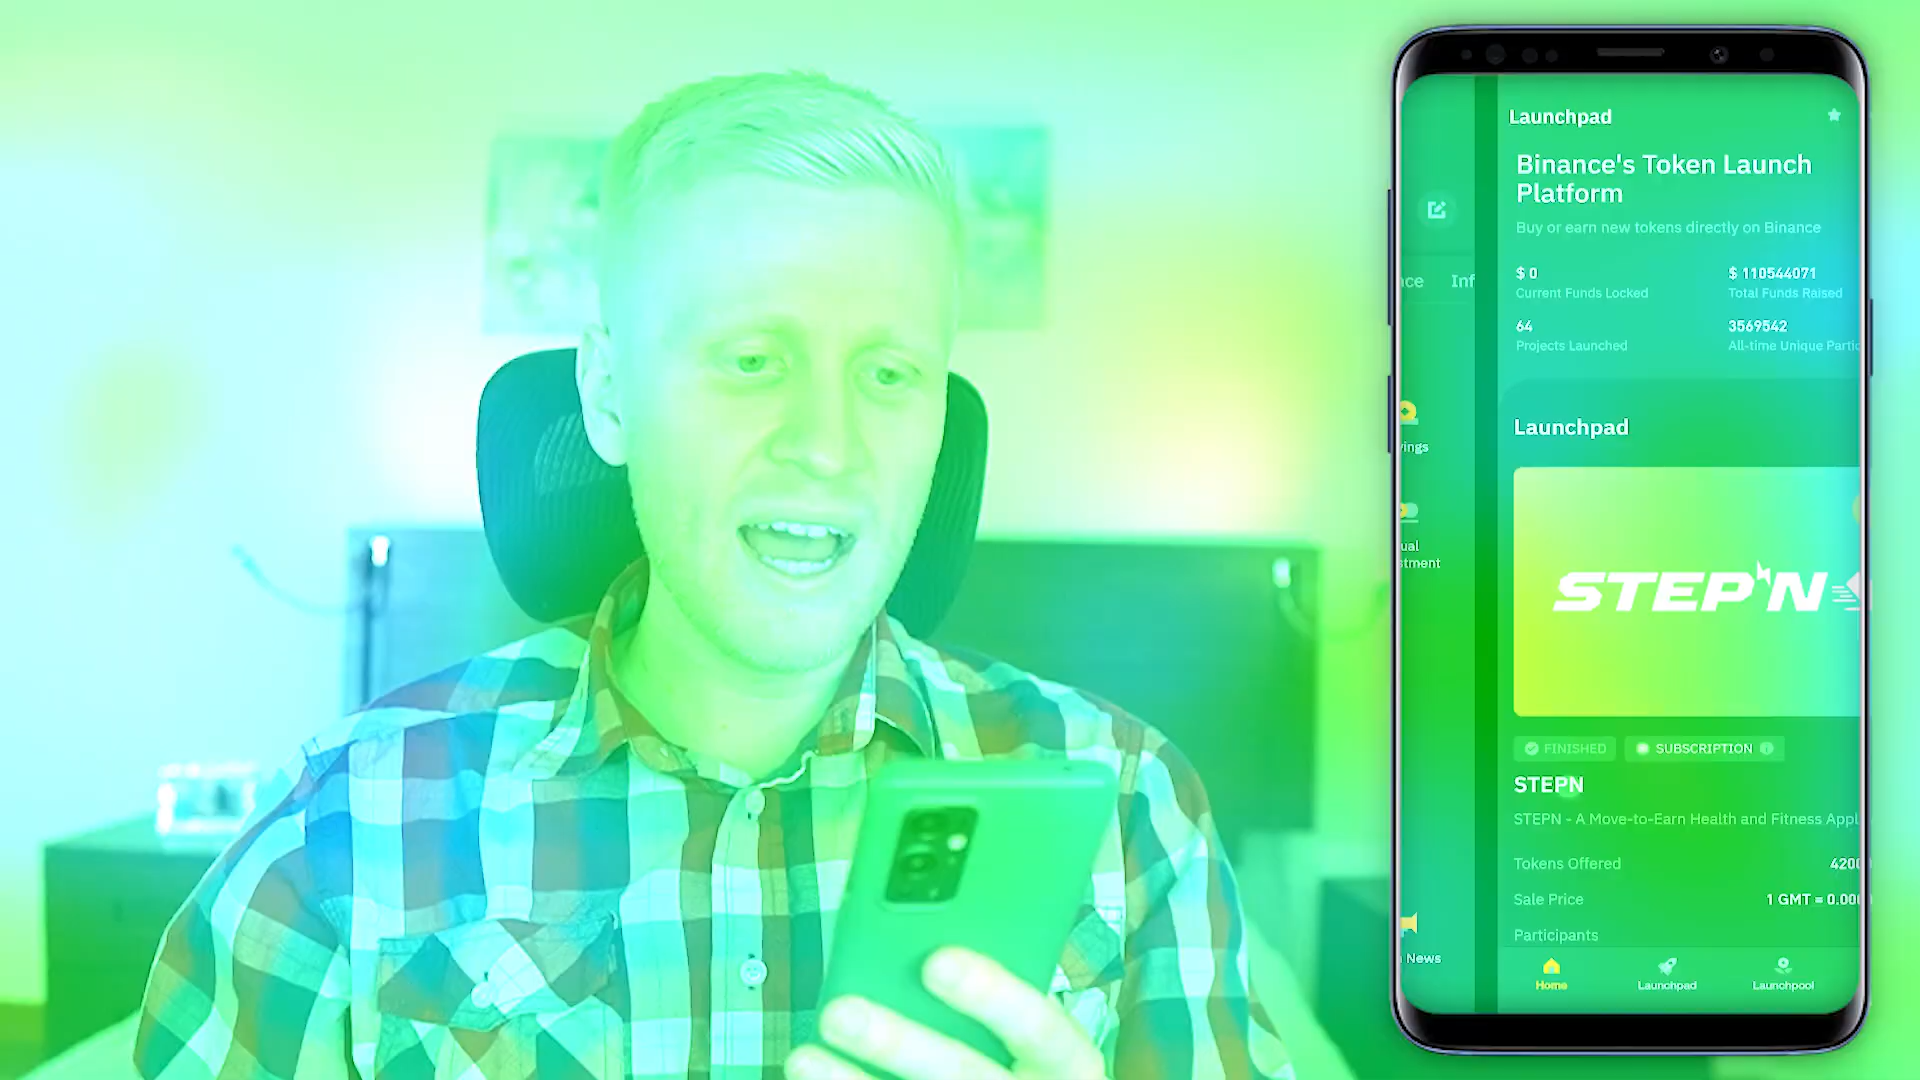 Launchpad
Binance's Token Launch
Platform
Buy or earn new tokens directly on Binance
$ 0
$ 110544071
Current Funds Locked
Total Funds Raised
64
3569542
Projects Launched
All-time Unique Partic
nce Inf
Launchpad
vings
STEP'N
ual
stment
FINISHED
SUBSCRIPTION
STEPN
STEPN - A Move-to-Earn Health and Fitness Appl
Tokens Offered
4200
Sale Price
1 GMT = 0.000
Participants
News
Home
Launchpad
Launchpool